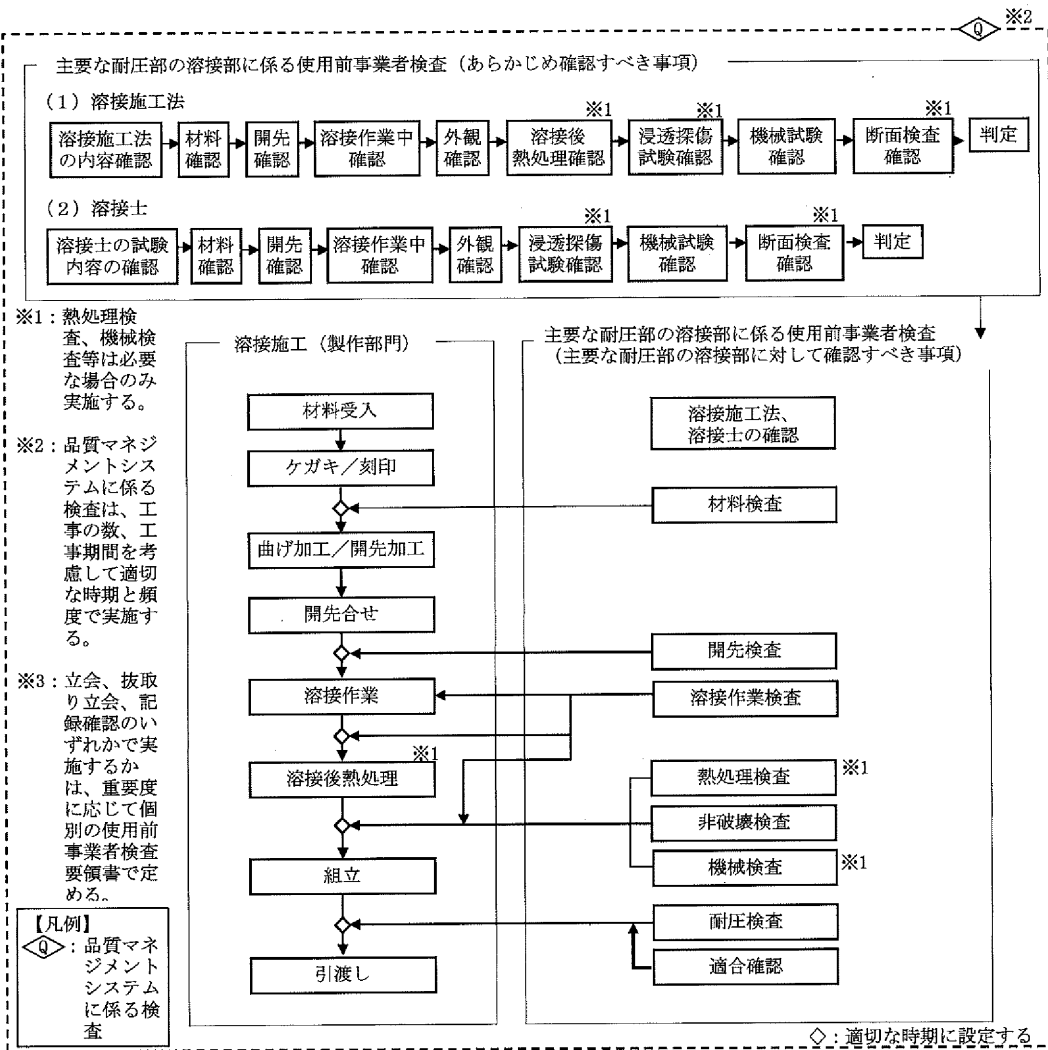 Q ※2
主要な耐圧部の溶接部に係る使用前事業者検査（あらかじめ確認すべき事項）
（1）溶接施工法
※1 ※1 ※1
溶接施工法
の内容確認
材料
確認
開先
確認
溶接作業中
確認
外観
確認
溶接後
熱処理確認
浸透探傷
試験確認
機械試験
確認
断面検査
確認
判定
（2）溶接士
※1 ※1
溶接士の試験
内容の確認
材料
確認
開先
確認
溶接作業中
確認
外観
確認
浸透探傷
試験確認
機械試験
確認
断面検査
確認
判定
※1：熱処理検
査、機械検
査等は必要
な場合のみ
実施する。
※2：品質マネジ
メントシス
テムに係る
検査は、工
事の数、工
事期間を考
慮して適切
な時期と頻
度で実施す
る。
※3：立会、抜取
り立会、記
録確認のい
ずれかで実
施するか
は、重要度
に応じて個
別の使用前
事業者検査
要領書で定
める。
【凡例】
Q：品質マネ
ジメント
システム
に係る検
査
溶接施工（製作部門）
材料受入
ケガキ／刻印
曲げ加工／開先加工
開先合せ
溶接作業
※1
溶接後熱処理
組立
引渡し
主要な耐圧部の溶接部に係る使用前事業者検査
（主要な耐圧部の溶接部に対して確認すべき事項）
溶接施工法、
溶接士の確認
材料検査
開先検査
溶接作業検査
熱処理検査 ※1
非破壊検査
機械検査 ※1
耐圧検査
適合確認
◇：適切な時期に設定する